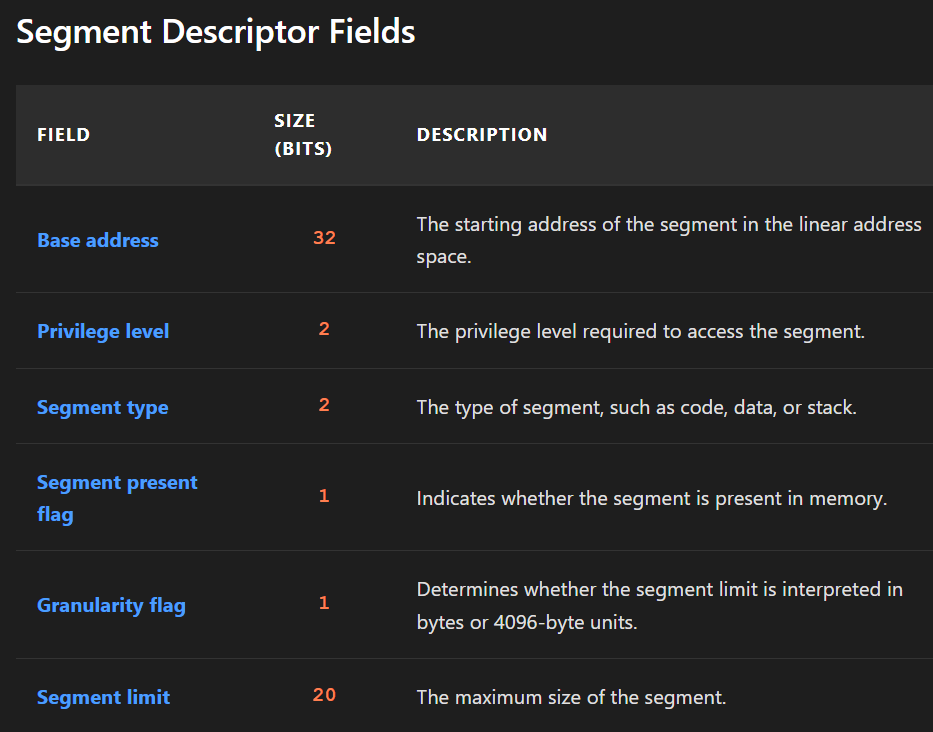 Segment Descriptor Fields
FIELD
SIZE
(BITS)
DESCRIPTION
Base address
32
The starting address of the segment in the linear address
space.
Privilege level
2
The privilege level required to access the segment.
Segment type
2
The type of segment, such as code, data, or stack.
Segment present
flag
1
Indicates whether the segment is present in memory.
Granularity flag
1
Determines whether the segment limit is interpreted in
bytes or 4096-byte units.
Segment limit
20
The maximum size of the segment.